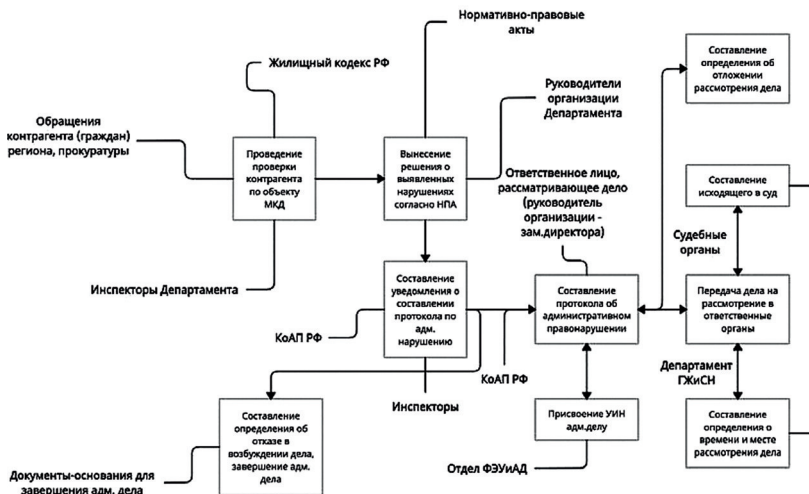 Нормативно-правовые
акты
Жилищный кодекс РФ
Составление
определения об
отложении
рассмотрения дела
Руководители
организации
Департамента
Обращения
контрагента (граждан)
региона, прокуратуры
Проведение
проверки
контрагента
по объекту
МКД
Вынесение
решения о
выявленных
нарушениях
согласно НПА
Ответственное лицо,
рассматривающее дело
(руководитель
организации -
зам.директора)
Составление
исходящего в суд
Судебные
органы
Инспекторы Департамента
Составление
уведомления о
составлении
протокола по
адм.
нарушению
Составление
протокола об
административном
правонарушении
Передача дела на
рассмотрение в
ответственные
органы
КоАП РФ
КоАП РФ
Департамент
ГЖиСН
Инспекторы
Составление
определения об
отказе в
возбуждении дела,
завершение адм.
дела
Присвоение УИН
адм.делу
Составление
определения о
времени и месте
рассмотрения дела
Отдел ФЭУиАД
Документы-основания для
завершения адм. дела